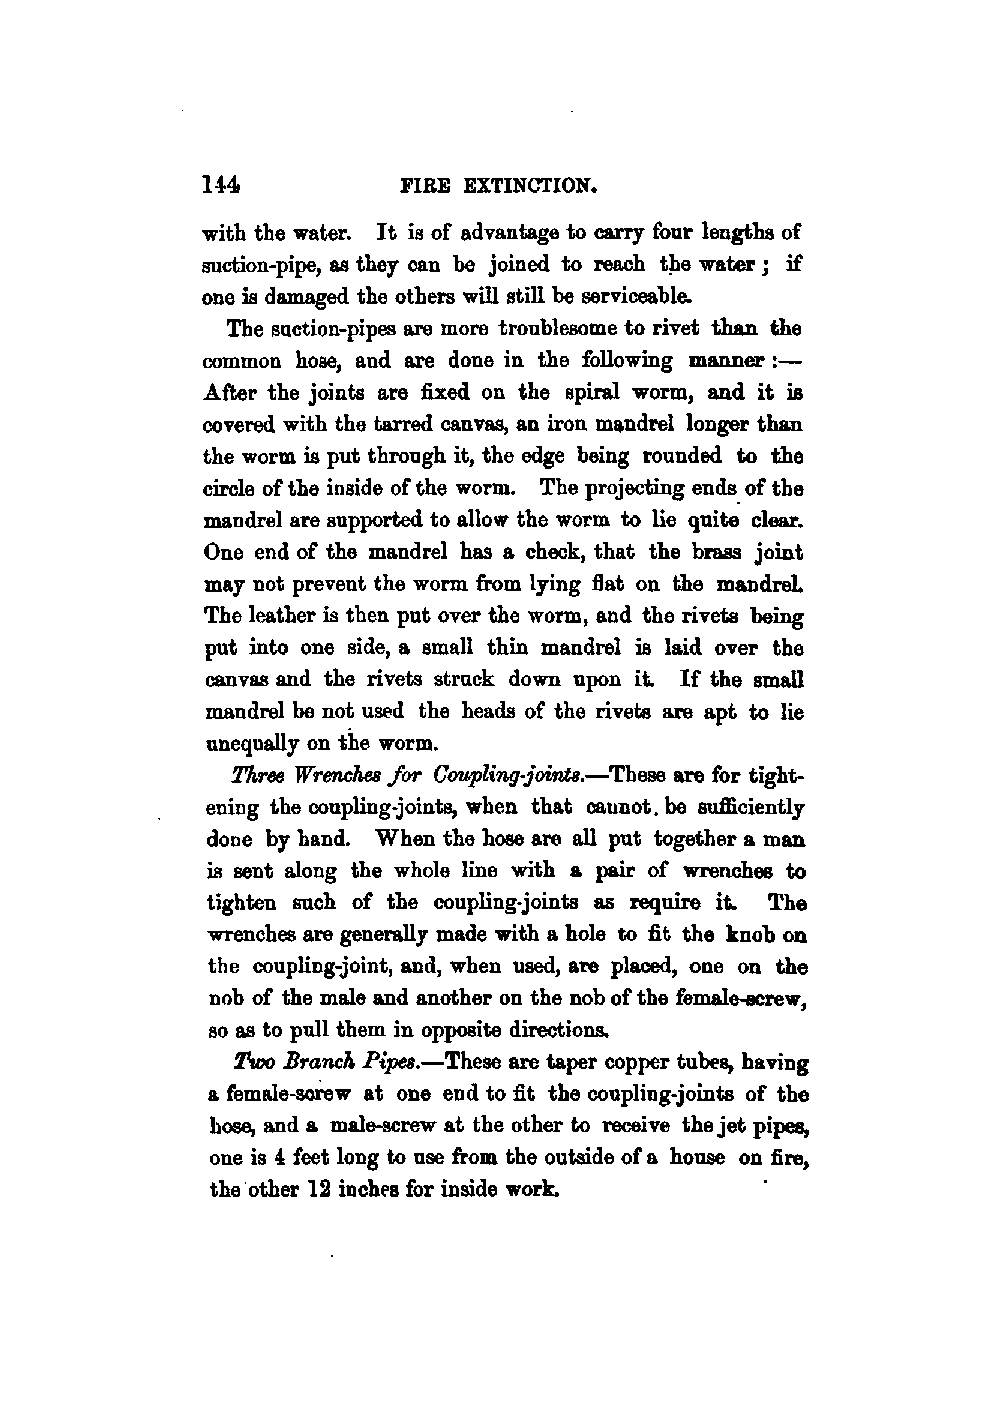 144 FIRE EXTINCTION.
with the water. It is of advantage to carry four lengths of
suction-pipe, as they can be joined to reach the water; if
one is damaged the others will still be serviceable.
The suction-pipes are more troublesome to rivet than the
common hose, and are done in the following manner:—
After the joints are fixed on the spiral worm, and it is
covered with the tarred canvas, an iron mandrel longer than
the worm is put through it, the edge being rounded to the
circle of the inside of the worm. The projecting ends of the
mandrel are supported to allow the worm to lie quite clear.
One end of the mandrel has a check, that the brass joint
may not prevent the worm from lying flat on the mandrel.
The leather is then put over the worm, and the rivets being
put into one side, a small thin mandrel is laid over the
canvas and the rivets struck down upon it. If the small
mandrel be not used the heads of the rivets are apt to lie
unequally on the worm.
Three Wrenches for Coupling-joints.—These are for tight-
ening the coupling-joints, when that cannot be sufficiently
done by hand. When the hose are all put together a man
is sent along the whole line with a pair of wrenches to
tighten such of the coupling-joints as require it. The
wrenches are generally made with a hole to fit the knob on
the coupling-joint, and, when used, are placed, one on the
nob of the male and another on the nob of the female-screw,
so as to pull them in opposite directions.
Two Branch Pipes.—These are taper copper tubes, having
a female-screw at one end to fit the coupling-joints of the
hose, and a male-screw at the other to receive the jet pipes,
one is 4 feet long to use from the outside of a house on fire,
the other 12 inches for inside work.